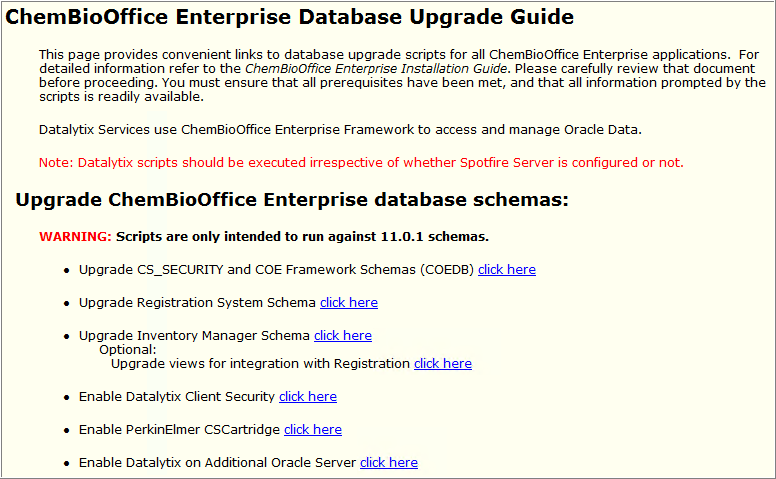 ChemBioOffice Enterprise Database Upgrade Guide
This page provides convenient links to database upgrade scripts for all ChemBioOffice Enterprise applications. For
detailed information refer to the ChemBioOffice Enterprise Installation Guide. Please carefully review that document
before proceeding. You must ensure that all prerequisites have been met, and that all information prompted by the
scripts is readily available.
Datalytix Services use ChemBioOffice Enterprise Framework to access and manage Oracle Data.
Note: Datalytix scripts should be executed irrespective of whether Spotfire Server is configured or not.
Upgrade ChemBioOffice Enterprise database schemas:
WARNING: Scripts are only intended to run against 11.0.1 schemas.
• Upgrade CS_SECURITY and COE Framework Schemas (COEDB) click here
• Upgrade Registration System Schema click here
• Upgrade Inventory Manager Schema click here
Optional:
Upgrade views for integration with Registration click here
• Enable Datalytix Client Security click here
• Enable PerkinElmer CSCartridge click here
• Enable Datalytix on Additional Oracle Server click here